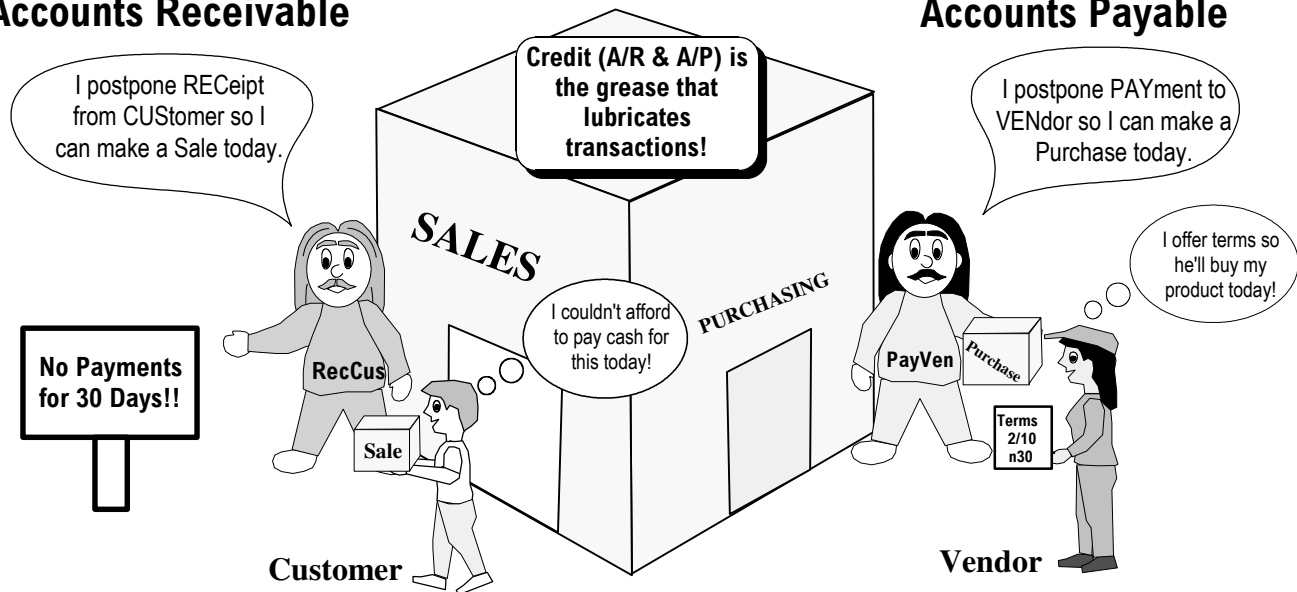 Accounts Receivable
Accounts Payable
Credit (A/R & A/P) is
the grease that
lubricates
transactions!
I postpone RECeipt
from CUStomer so I
can make a Sale today.
I postpone PAYment to
VENdor so I can make a
Purchase today.
I offer terms so
he'll buy my
product today!
SALES
PURCHASING
I couldn't afford
to pay cash for
this today!
No Payments
for 30 Days!!
RecCus
Sale
PayVen
Purchase
Terms
2/10
n30
Customer
Vendor